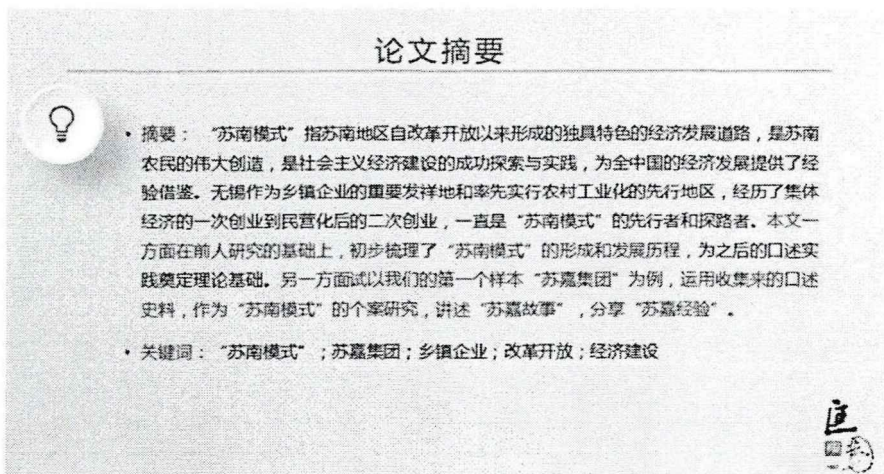 论文摘要
• 摘要： “苏南模式”指苏南地区自改革开放以来形成的独具特色的经济发展道路，是苏南
农民的伟大创造，是社会主义经济建设的成功探索与实践，为全中国的经济发展提供了经
验借鉴。无锡作为乡镇企业的重要发祥地和率先实行农村工业化的先行地区，经历了集体
经济的一次创业到民营化后的二次创业，一直是“苏南模式”的先行者和探路者。本文一
方面在前人研究的基础上，初步梳理了“苏南模式”的形成和发展历程，为之后的口述实
践奠定理论基础。另一方面试以我们的第一个样本“苏嘉集团”为例，运用收集来的口述
史料，作为“苏南模式”的个案研究，讲述“苏嘉故事”，分享“苏嘉经验”。
• 关键词：“苏南模式”；苏嘉集团；乡镇企业；改革开放；经济建设
匡